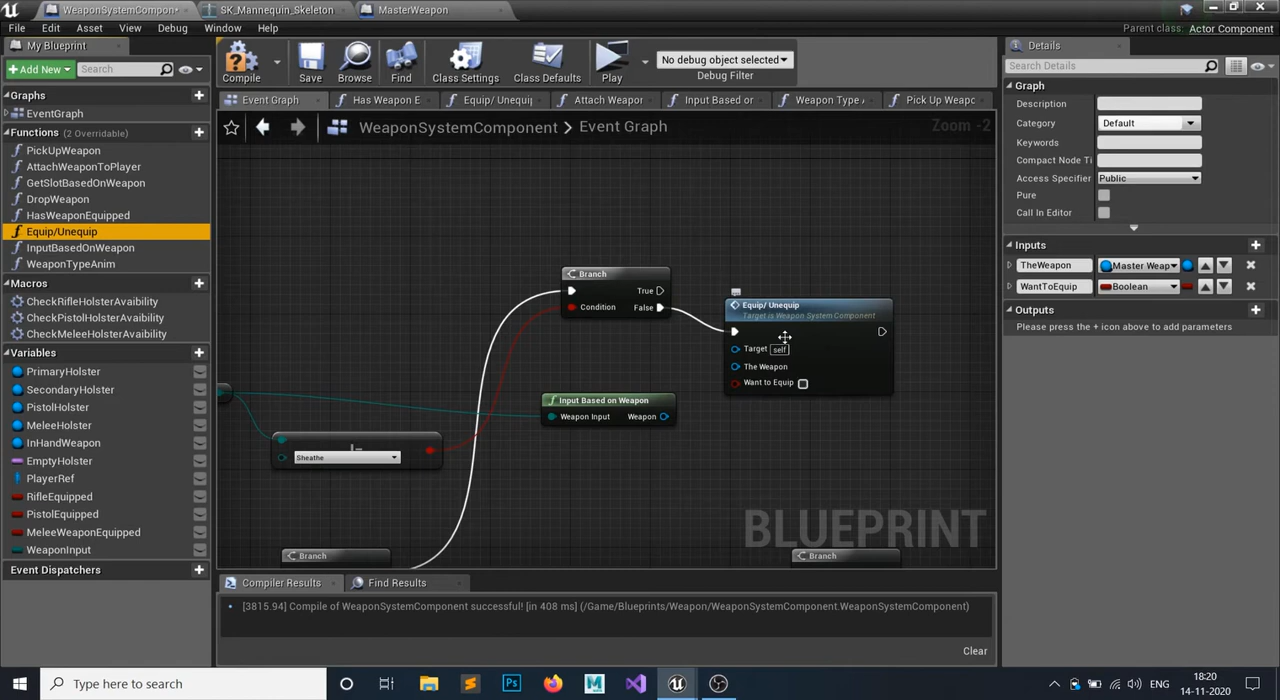 WeaponSystemCompon•
SK_Mannequin_Skeleton
MasterWeapon
File Edit Asset View Window Debug Help
Parent class: Actor Component
My Blueprint
Details
Add New
Search
Compile
Save
Browse
Find
Class Settings
Class Defaults
Play
No debug object selected
Debug Filter
Search Details
Graphs
EventGraph
Functions (2 Overridable)
PickUpWeapon
AttachWeaponToPlayer
GetSlotBasedOnWeapon
DropWeapon
HasWeaponEquipped
Equip/Unequip
InputBasedOnWeapon
WeaponTypeAnim
Macros
CheckRifleHolsterAvaibility
CheckPistolHolsterAvaibility
CheckMeleeHolsterAvaibility
Variables
PrimaryHolster
SecondaryHolster
PistolHolster
MeleeHolster
InHandWeapon
EmptyHolster
PlayerRef
RifleEquipped
PistolEquipped
MeleeWeaponEquipped
WeaponInput
Event Dispatchers
Event Graph
Has Weapon E
Equip/ Unequi
Attach Weapor
Input Based or
Weapon Type
Pick Up Weapc
WeaponSystemComponent > Event Graph
Zoom -2
Branch
True
Condition
False
Equip/ Unequip
Target is Weapon System Component
Target self
The Weapon
Want to Equip
Input Based on Weapon
Weapon Input
Weapon
Sheathe
Branch
Branch
BLUEPRINT
Compiler Results
Find Results
[3815.94] Compile of WeaponSystemComponent successful! [in 408 ms] (/Game/Blueprints/Weapon/WeaponSystemComponent.WeaponSystemComponent)
Clear
Graph
Description
Category
Default
Keywords
Compact Node Ti
Access Specifier
Public
Pure
Call In Editor
Inputs
TheWeapon
Master Weap
WantToEquip
Boolean
Outputs
Please press the + icon above to add parameters
Type here to search
ENG
18:20
14-11-2020